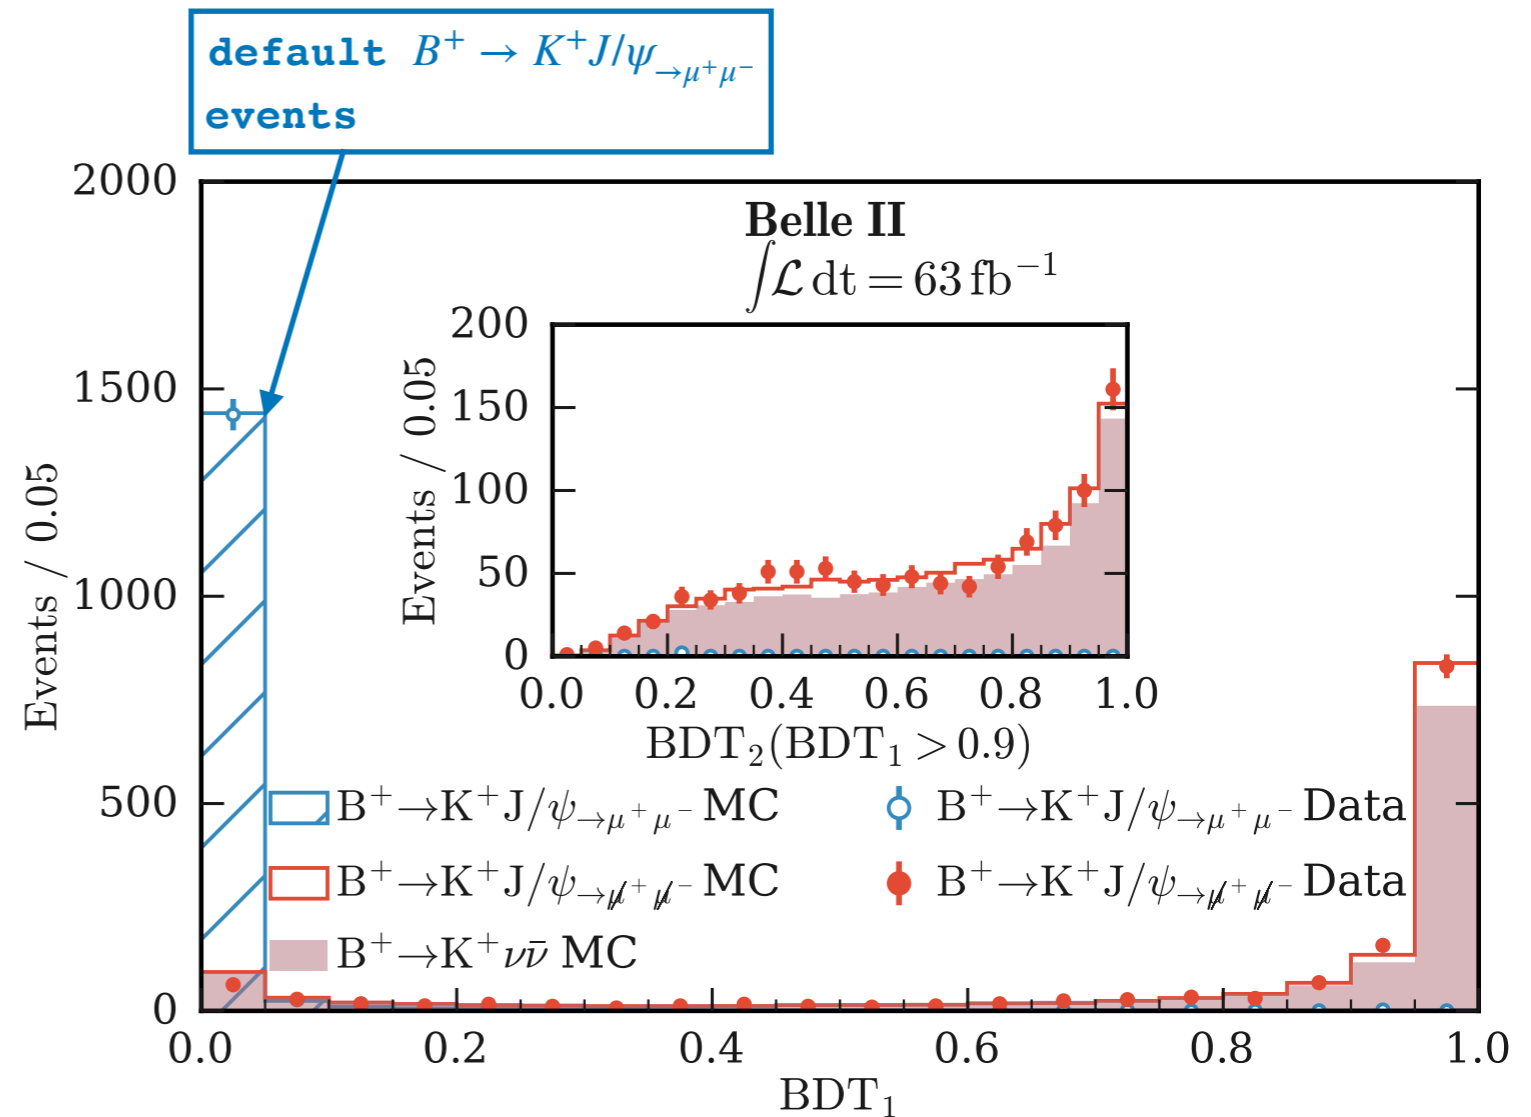 default B⁺ → K⁺J/ψ→μ⁺μ⁻
events
Belle II
∫ℒ dt = 63 fb⁻¹
2000
1500
1000
500
0
Events / 0.05
0.0 0.2 0.4 0.6 0.8 1.0
BDT₁
200
150
100
50
0
Events / 0.05
0.0 0.2 0.4 0.6 0.8 1.0
BDT₂(BDT₁ > 0.9)
B⁺→K⁺J/ψ→μ⁺μ⁻ MC
B⁺→K⁺J/ψ→μ̸⁺μ̸⁻ MC
B⁺→K⁺νν̄ MC
B⁺→K⁺J/ψ→μ⁺μ⁻ Data
B⁺→K⁺J/ψ→μ̸⁺μ̸⁻ Data